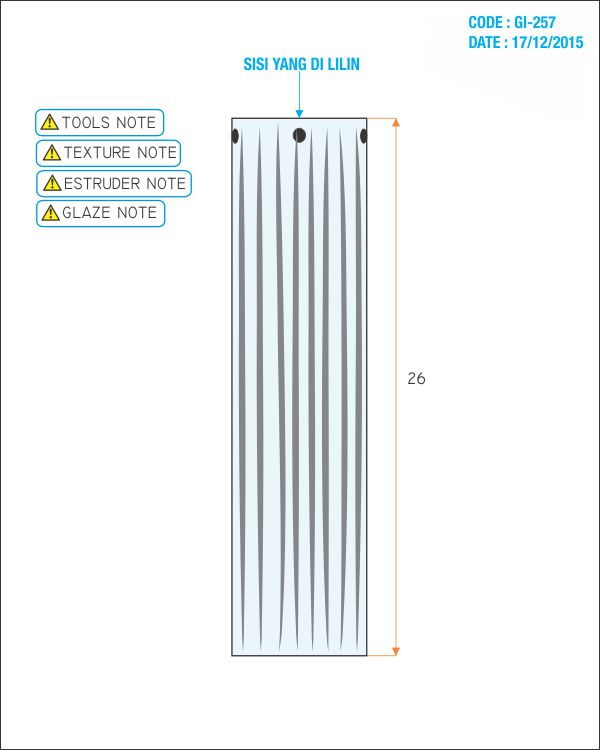 CODE : GI-257
DATE : 17/12/2015
SISI YANG DI LILIN
TOOLS NOTE
TEXTURE NOTE
ESTRUDER NOTE
GLAZE NOTE
26